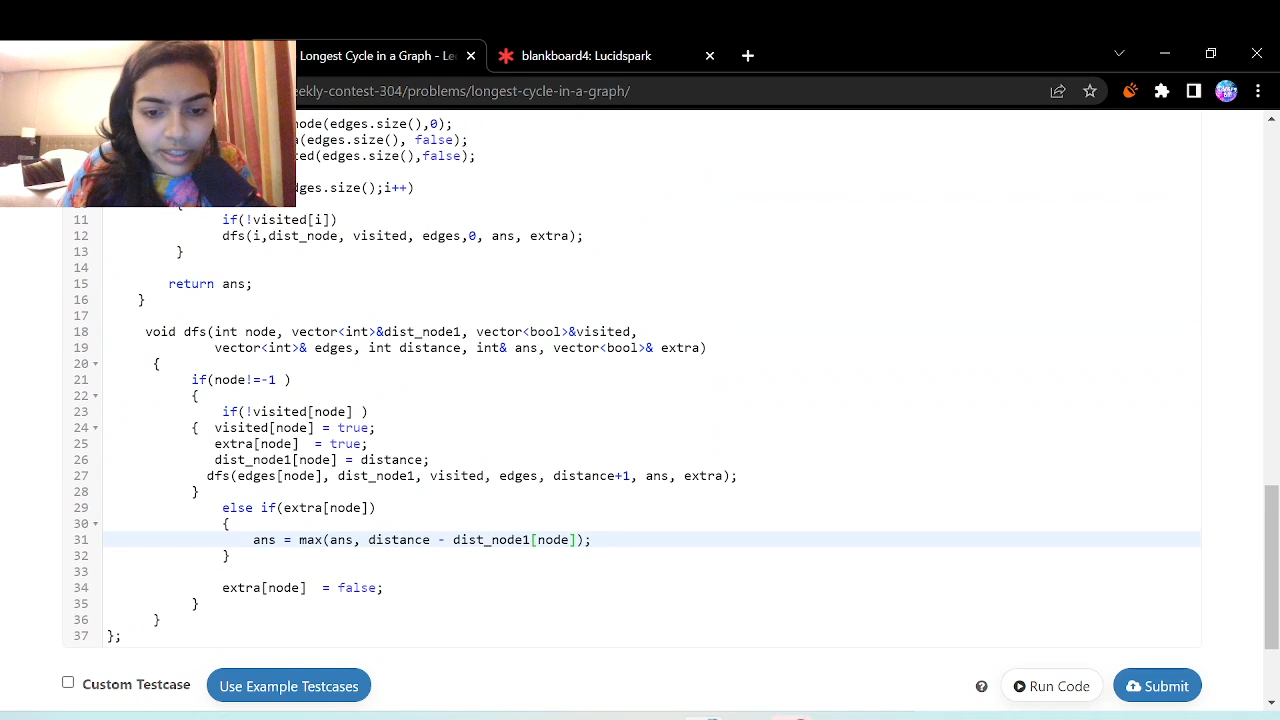 Longest Cycle in a Graph - Le
blankboard4: Lucidspark
eekly-contest-304/problems/longest-cycle-in-a-graph/
ode(edges.size(),0);
a(edges.size(), false);
ted(edges.size(),false);
dges.size();i++)
11 if(!visited[i])
12 dfs(i,dist_node, visited, edges,0, ans, extra);
13 }
14
15 return ans;
16 }
17
18 void dfs(int node, vector<int>&dist_node1, vector<bool>&visited,
19 vector<int>& edges, int distance, int& ans, vector<bool>& extra)
20 {
21 if(node!=-1 )
22 {
23 if(!visited[node] )
24 { visited[node] = true;
25 extra[node]  = true;
26 dist_node1[node] = distance;
27 dfs(edges[node], dist_node1, visited, edges, distance+1, ans, extra);
28 }
29 else if(extra[node])
30 {
31 ans = max(ans, distance - dist_node1[node]);
32 }
33
34 extra[node]  = false;
35 }
36 }
37 };
Custom Testcase
Use Example Testcases
Run Code
Submit